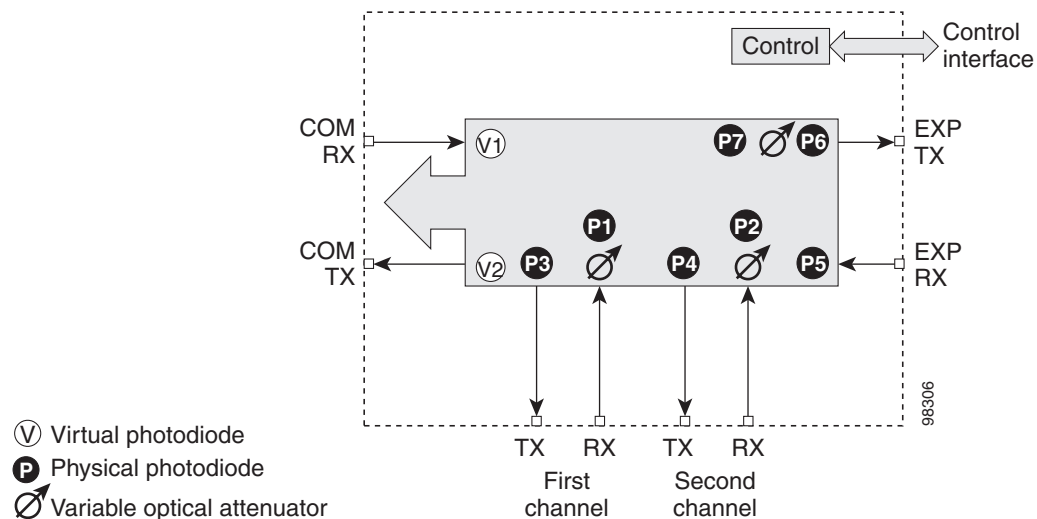 Control
Control
interface
COM
RX
V1
P7
P6
EXP
TX
P1
P2
COM
TX
V2
P3
P4
P5
EXP
RX
98306
TX
RX
TX
RX
First
channel
Second
channel
V Virtual photodiode
P Physical photodiode
Variable optical attenuator